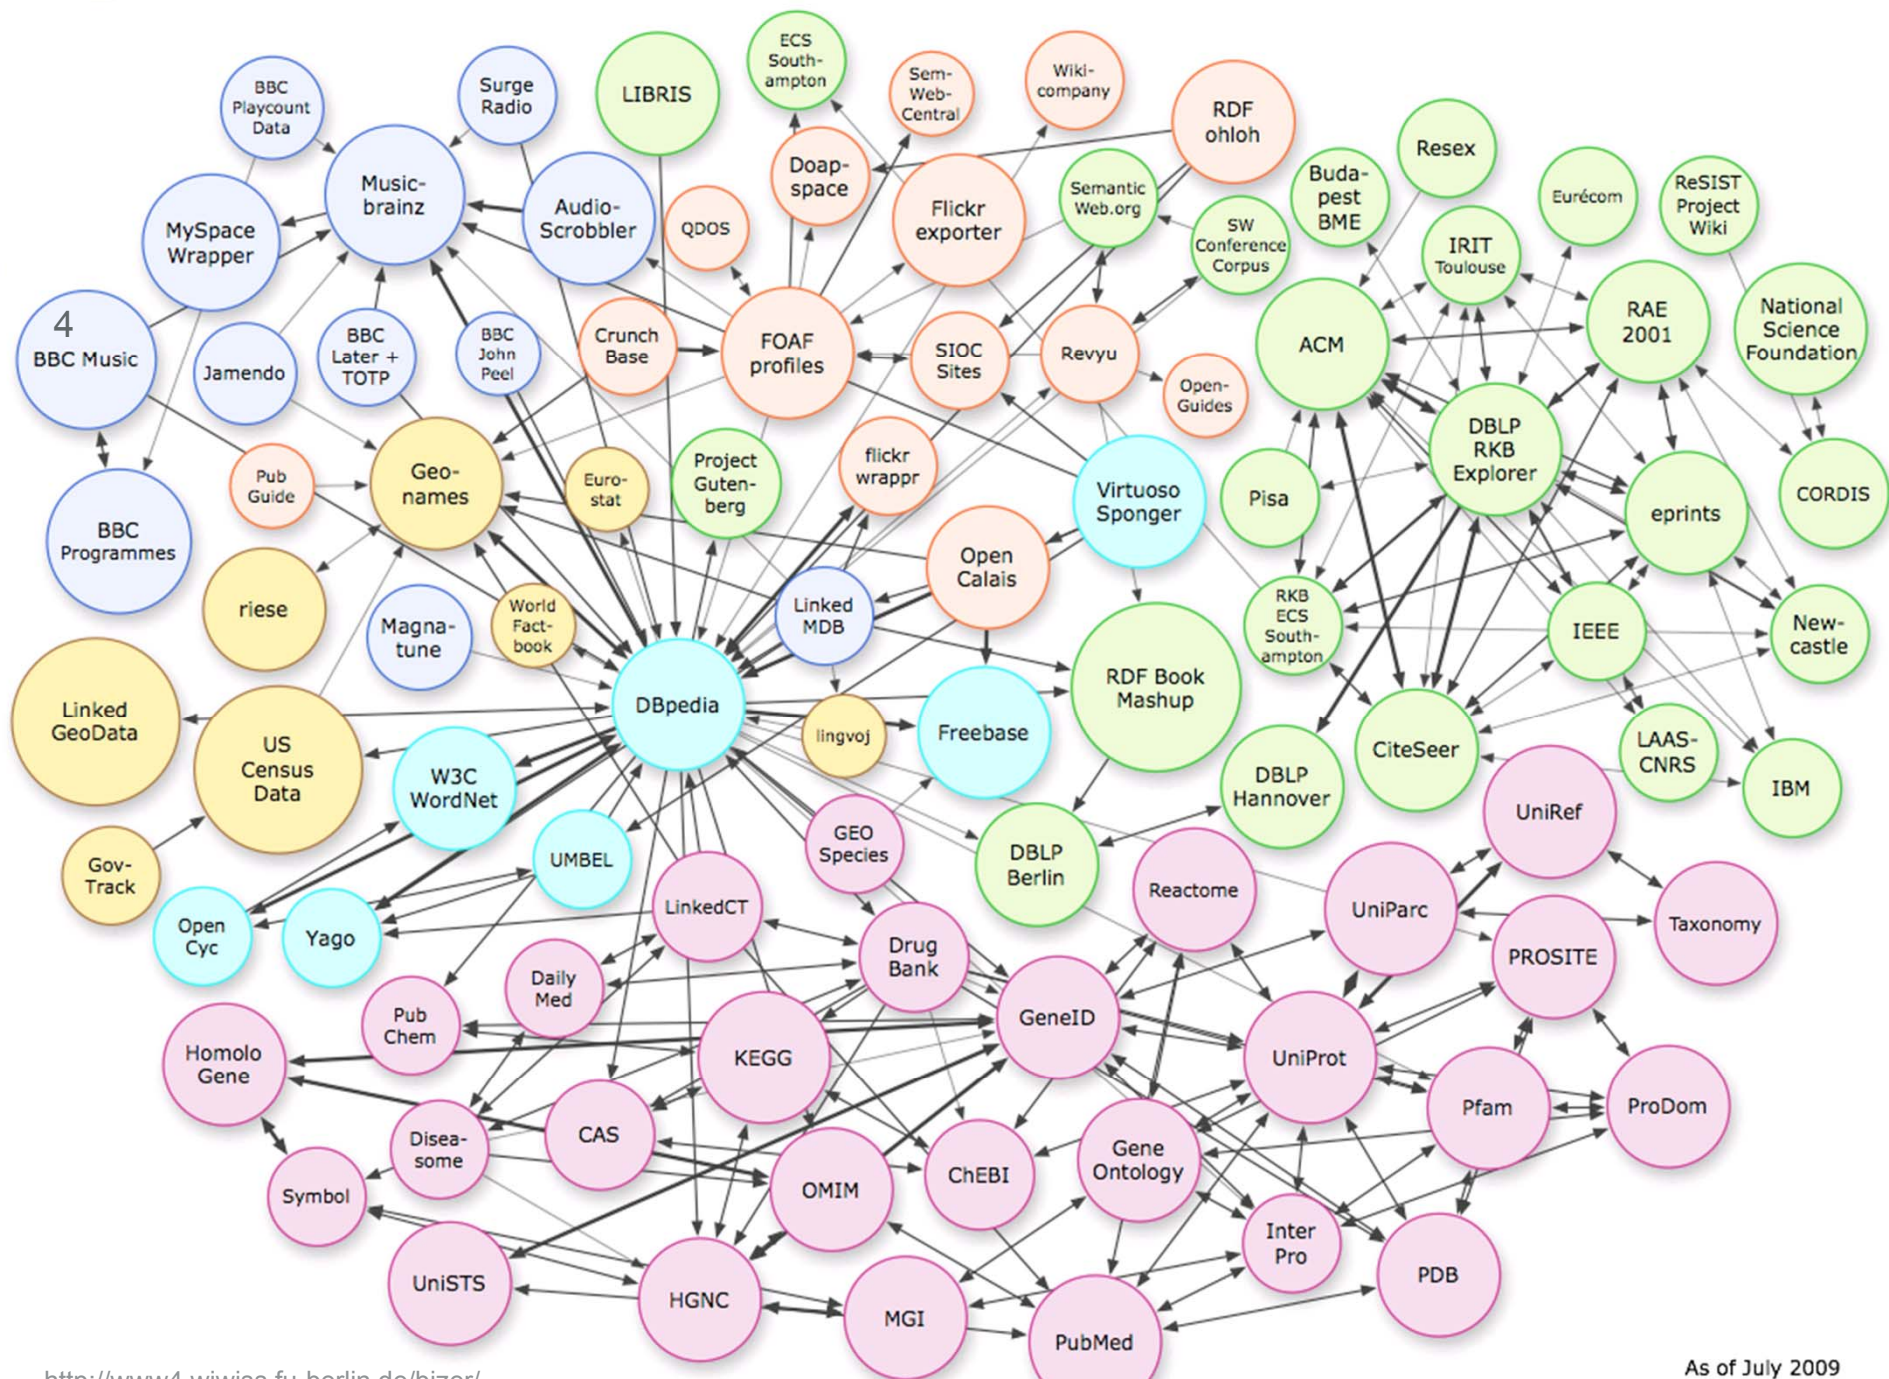 BBC
Playcount
Data
Surge
Radio
LIBRIS
ECS
South-
ampton
Sem-
Web-
Central
Wiki-
company
RDF
ohloh
Resex
Music-
brainz
Audio-
Scrobbler
QDOS
Doap-
space
Flickr
exporter
Semantic
Web.org
SW
Conference
Corpus
Buda-
pest
BME
IRIT
Toulouse
Eurécom
ReSIST
Project
Wiki
MySpace
Wrapper
4
BBC Music
Jamendo
BBC
Later +
TOTP
BBC
John
Peel
Crunch
Base
FOAF
profiles
SIOC
Sites
Revyu
Open-
Guides
ACM
RAE
2001
National
Science
Foundation
BBC
Programmes
Pub
Guide
Geo-
names
Euro-
stat
Project
Guten-
berg
flickr
wrappr
Virtuoso
Sponger
Pisa
DBLP
RKB
Explorer
eprints
CORDIS
riese
Magna-
tune
World
Fact-
book
Linked
MDB
Open
Calais
RKB
ECS
South-
ampton
IEEE
New-
castle
Linked
GeoData
US
Census
Data
W3C
WordNet
DBpedia
lingvoj
Freebase
RDF Book
Mashup
DBLP
Hannover
CiteSeer
LAAS-
CNRS
IBM
Gov-
Track
Open
Cyc
Yago
UMBEL
LinkedCT
GEO
Species
DBLP
Berlin
Reactome
UniParc
UniRef
PROSITE
Taxonomy
Homolo
Gene
Pub
Chem
Daily
Med
KEGG
Drug
Bank
GeneID
UniProt
Pfam
ProDom
Symbol
Disea-
some
CAS
OMIM
ChEBI
Gene
Ontology
Inter
Pro
PDB
UniSTS
HGNC
MGI
PubMed
http://www4.wiwiss.fu-berlin.de/bizer/
As of July 2009